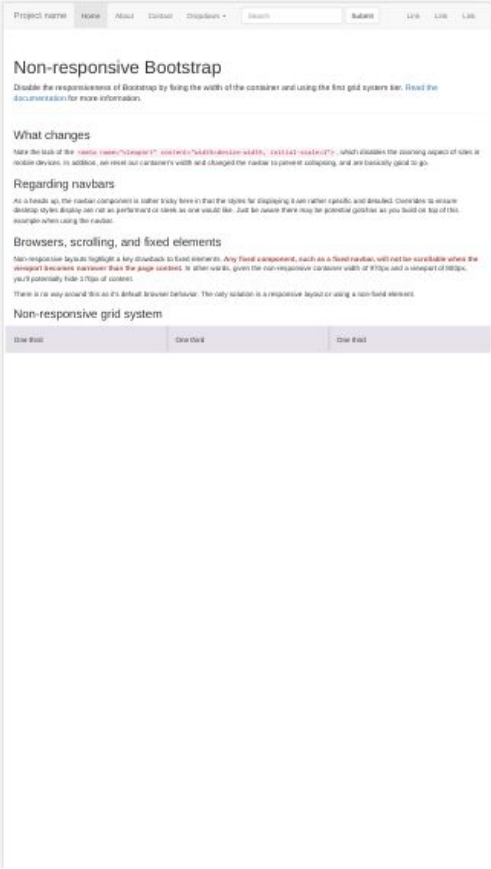 Project name Home About Contact Dropdown Search Submit Link Link Link
Non-responsive Bootstrap
Disable the responsiveness of Bootstrap by fixing the width of the container and using the first grid system tier. Read the
documentation for more information.
What changes
Note the lack of the <meta name="viewport" content="width=device-width, initial-scale=1"> , which disables the zooming aspect of sites in
mobile devices. In addition, we reset our container's width and changed the navbar to prevent collapsing, and are basically good to go.
Regarding navbars
As a heads up, the navbar component is rather tricky here in that the styles for displaying it are rather specific and detailed. Overrides to ensure
desktop styles display are not as performant or sleek as one would like. Just be aware there may be potential gotchas as you build on top of this
example when using the navbar.
Browsers, scrolling, and fixed elements
Non-responsive layouts highlight a key drawback to fixed elements. Any fixed component, such as a fixed navbar, will not be scrollable when the
viewport becomes narrower than the page content. In other words, given the non-responsive container width of 970px and a viewport of 800px,
you'll potentially hide 170px of content.
There is no way around this as it's default browser behavior. The only solution is a responsive layout or using a non-fixed element.
Non-responsive grid system
One third One third One third